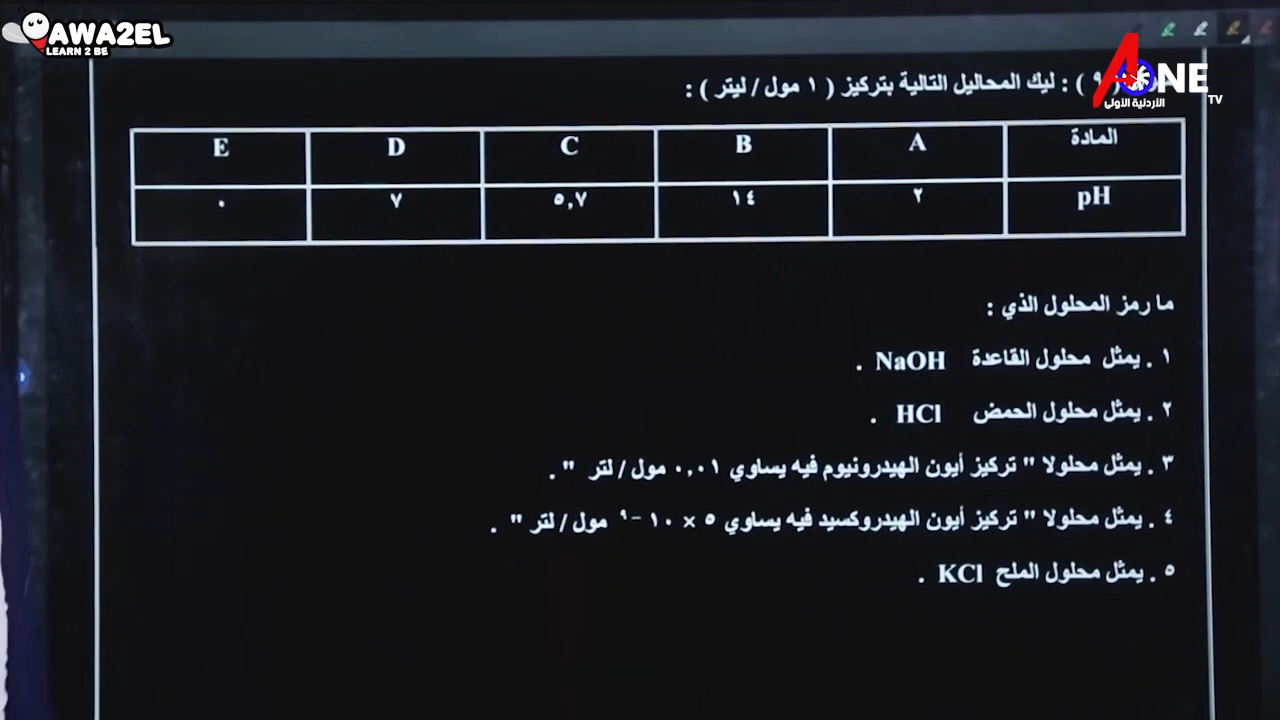 AWA2EL
LEARN 2 BE
A ONE TV
الأردنية الأولى
٩ ) : ليك المحاليل التالية بتركيز ( ١ مول / ليتر ) :
المادة A B C D E
pH ٢ ١٤ ٥,٧ ٧ ٠
ما رمز المحلول الذي :
١ . يمثل محلول القاعدة NaOH .
٢ . يمثل محلول الحمض HCl .
٣ . يمثل محلولا " تركيز أيون الهيدرونيوم فيه يساوي ٠,٠١ مول / لتر " .
٤ . يمثل محلولا " تركيز أيون الهيدروكسيد فيه يساوي ٥ × ١٠ −٩ مول / لتر " .
٥ . يمثل محلول الملح KCl .